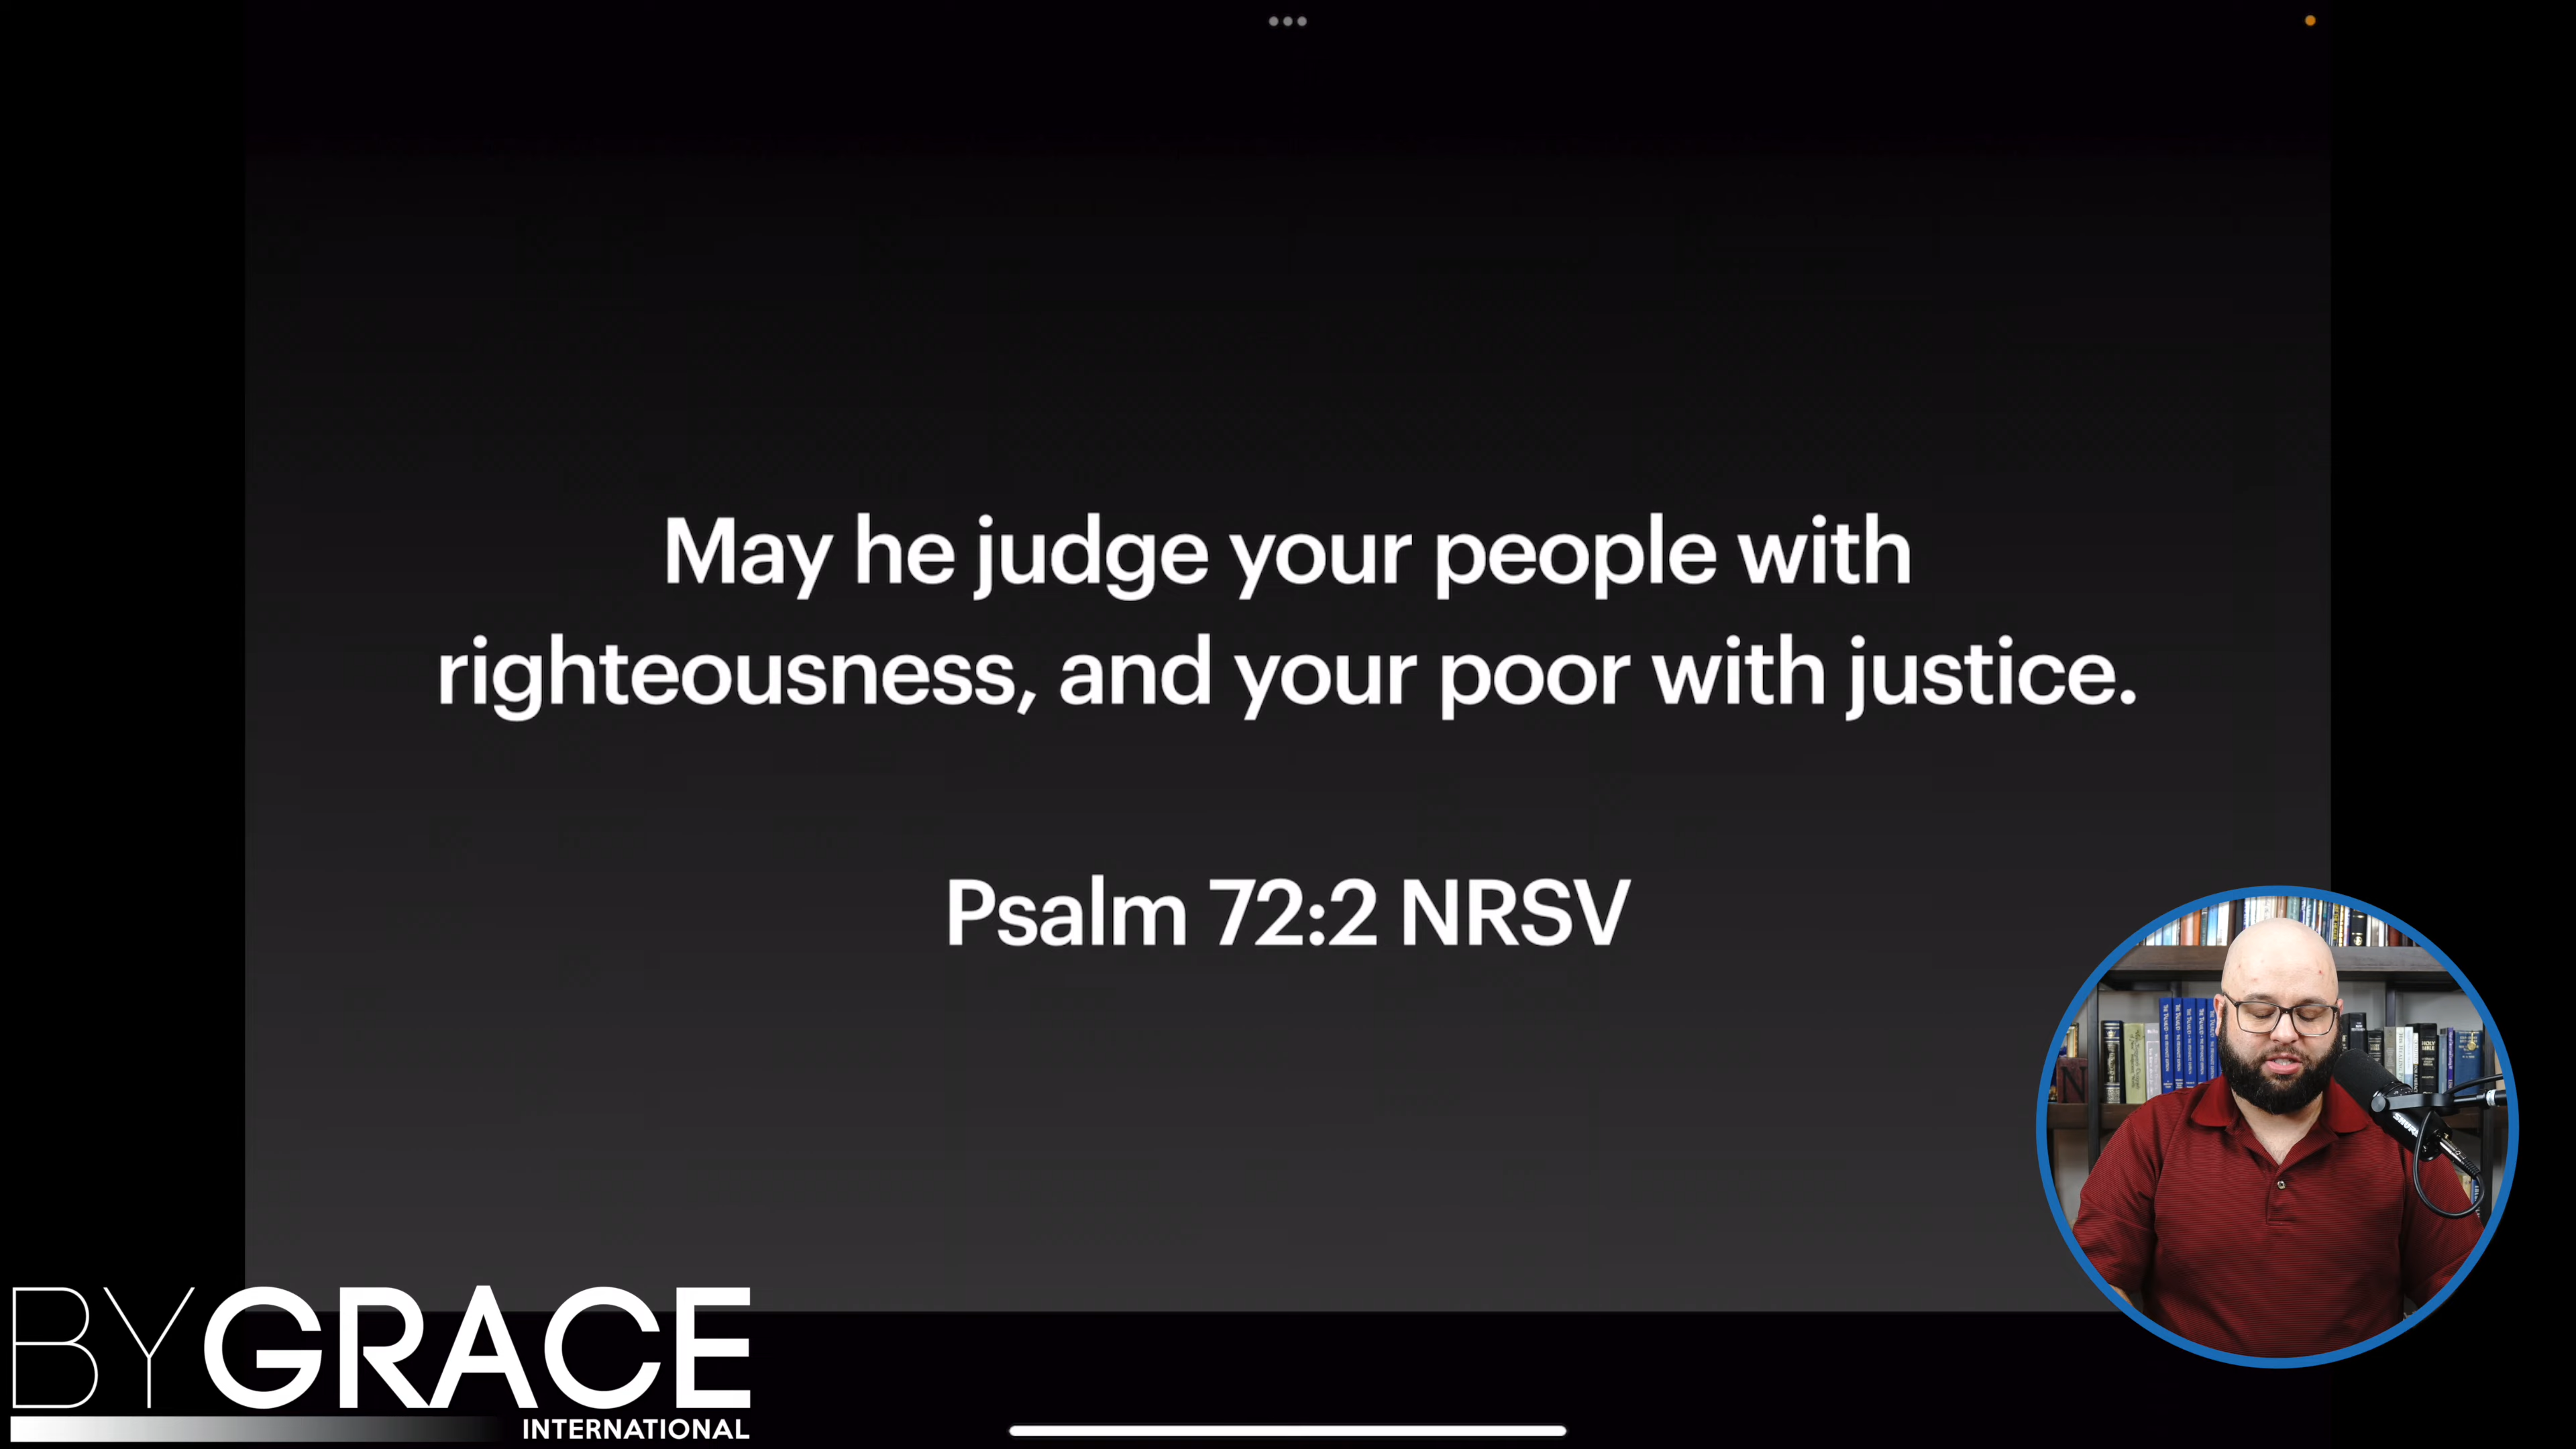 May he judge your people with
righteousness, and your poor with justice.
Psalm 72:2 NRSV
BYGRACE
INTERNATIONAL